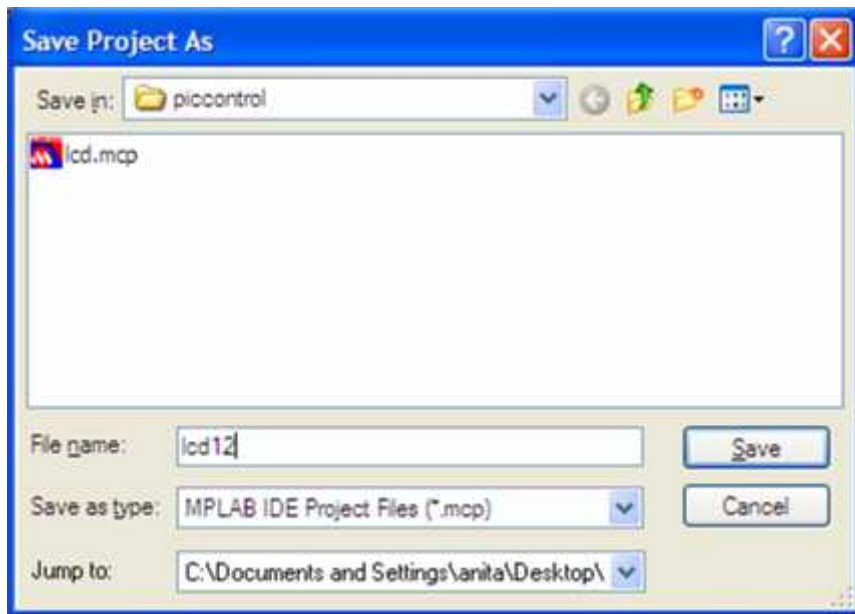 Save Project As
Save in: piccontrol
lcd.mcp
File name: lcd12 Save
Save as type: MPLAB IDE Project Files (*.mcp) Cancel
Jump to: C:\Documents and Settings\anita\Desktop\